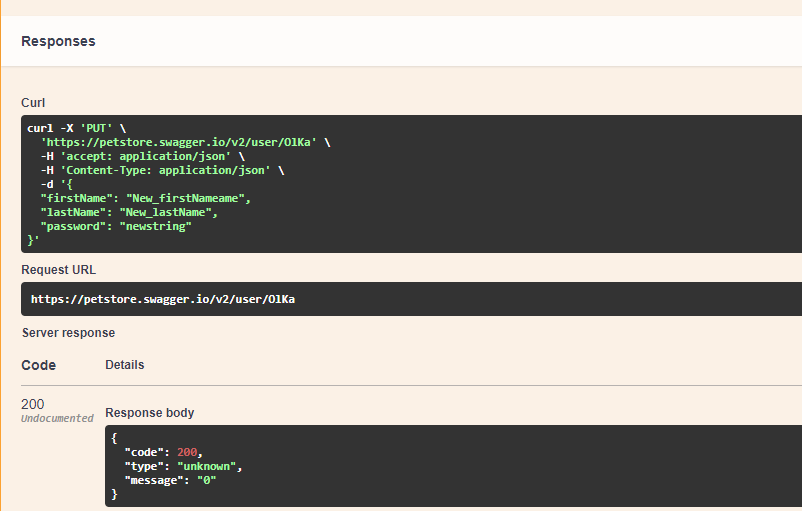 Responses
Curl
curl -X 'PUT' \
  'https://petstore.swagger.io/v2/user/OlKa' \
  -H 'accept: application/json' \
  -H 'Content-Type: application/json' \
  -d '{
  "firstName": "New_firstNameame",
  "lastName": "New_lastName",
  "password": "newstring"
}'
Request URL
https://petstore.swagger.io/v2/user/OlKa
Server response
Code Details
200
Undocumented
Response body
{
  "code": 200,
  "type": "unknown",
  "message": "0"
}